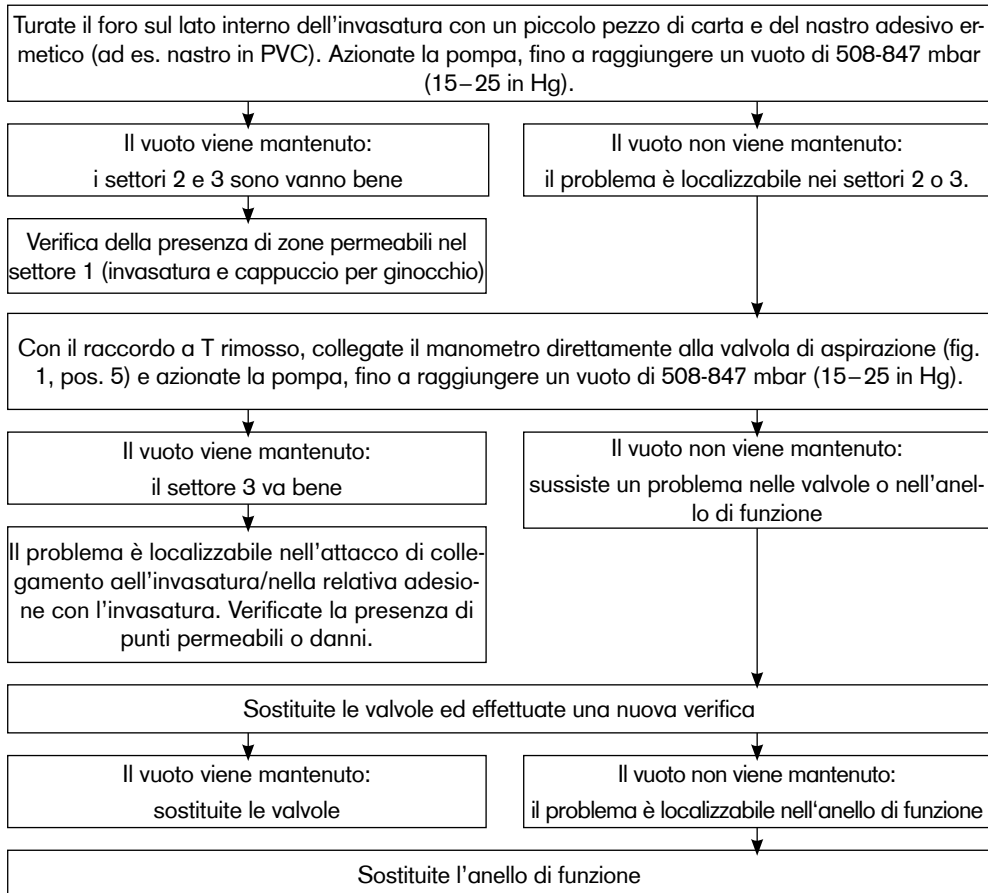 Turate il foro sul lato interno dell'invasatura con un piccolo pezzo di carta e del nastro adesivo er-
metico (ad es. nastro in PVC). Azionate la pompa, fino a raggiungere un vuoto di 508-847 mbar
(15–25 in Hg).
Il vuoto viene mantenuto:
i settori 2 e 3 sono vanno bene
Il vuoto non viene mantenuto:
il problema è localizzabile nei settori 2 o 3.
Verifica della presenza di zone permeabili nel
settore 1 (invasatura e cappuccio per ginocchio)
Con il raccordo a T rimosso, collegate il manometro direttamente alla valvola di aspirazione (fig.
1, pos. 5) e azionate la pompa, fino a raggiungere un vuoto di 508-847 mbar (15–25 in Hg).
Il vuoto viene mantenuto:
il settore 3 va bene
Il vuoto non viene mantenuto:
sussiste un problema nelle valvole o nell'anel-
lo di funzione
Il problema è localizzabile nell'attacco di colle-
gamento aell'invasatura/nella relativa adesio-
ne con l'invasatura. Verificate la presenza di
punti permeabili o danni.
Sostituite le valvole ed effettuate una nuova verifica
Il vuoto viene mantenuto:
sostituite le valvole
Il vuoto non viene mantenuto:
il problema è localizzabile nell'anello di funzione
Sostituite l'anello di funzione